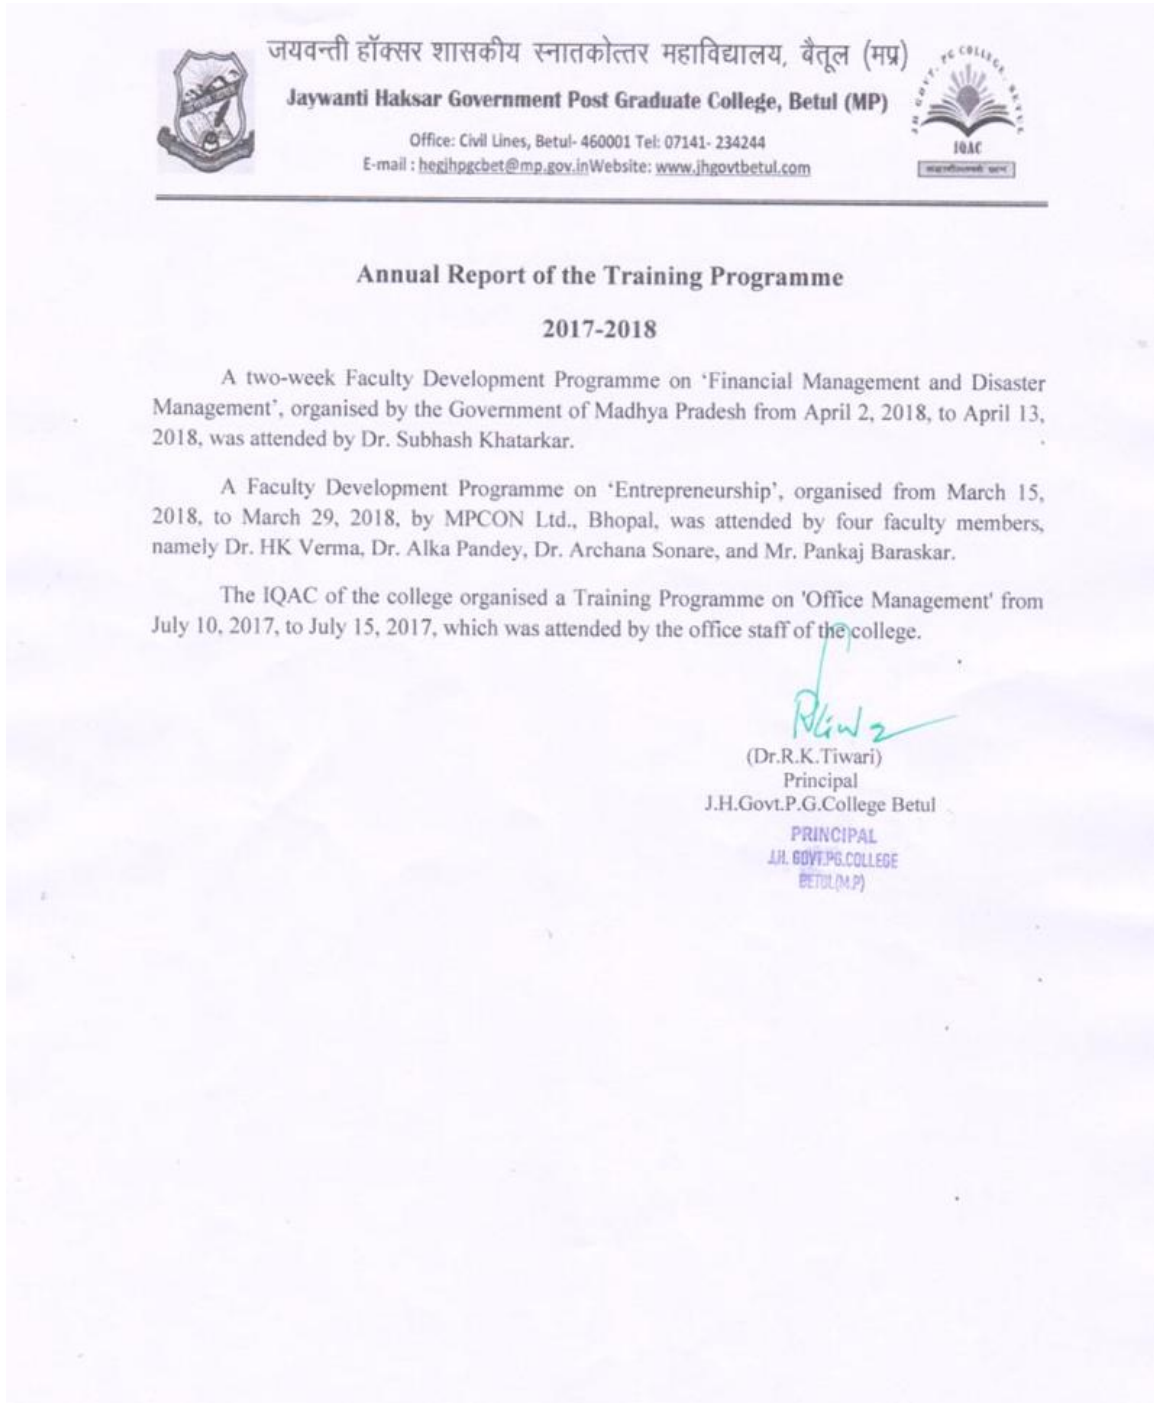 जयवन्ती हॉक्सर शासकीय स्नातकोत्तर महाविद्यालय, बैतूल (मप्र)
Jaywanti Haksar Government Post Graduate College, Betul (MP)
Office: Civil Lines, Betul- 460001 Tel: 07141- 234244
E-mail : hegjhpgcbet@mp.gov.inWebsite: www.jhgovtbetul.com
JH GOVT. PG COLLEGE, BETUL
IQAC
Annual Report of the Training Programme
2017-2018
A two-week Faculty Development Programme on ‘Financial Management and Disaster
Management’, organised by the Government of Madhya Pradesh from April 2, 2018, to April 13,
2018, was attended by Dr. Subhash Khatarkar.
A Faculty Development Programme on ‘Entrepreneurship’, organised from March 15,
2018, to March 29, 2018, by MPCON Ltd., Bhopal, was attended by four faculty members,
namely Dr. HK Verma, Dr. Alka Pandey, Dr. Archana Sonare, and Mr. Pankaj Baraskar.
The IQAC of the college organised a Training Programme on 'Office Management' from
July 10, 2017, to July 15, 2017, which was attended by the office staff of the college.
(Dr.R.K.Tiwari)
Principal
J.H.Govt.P.G.College Betul
PRINCIPAL
J.H. GOVT.PG.COLLEGE
BETUL(M.P)